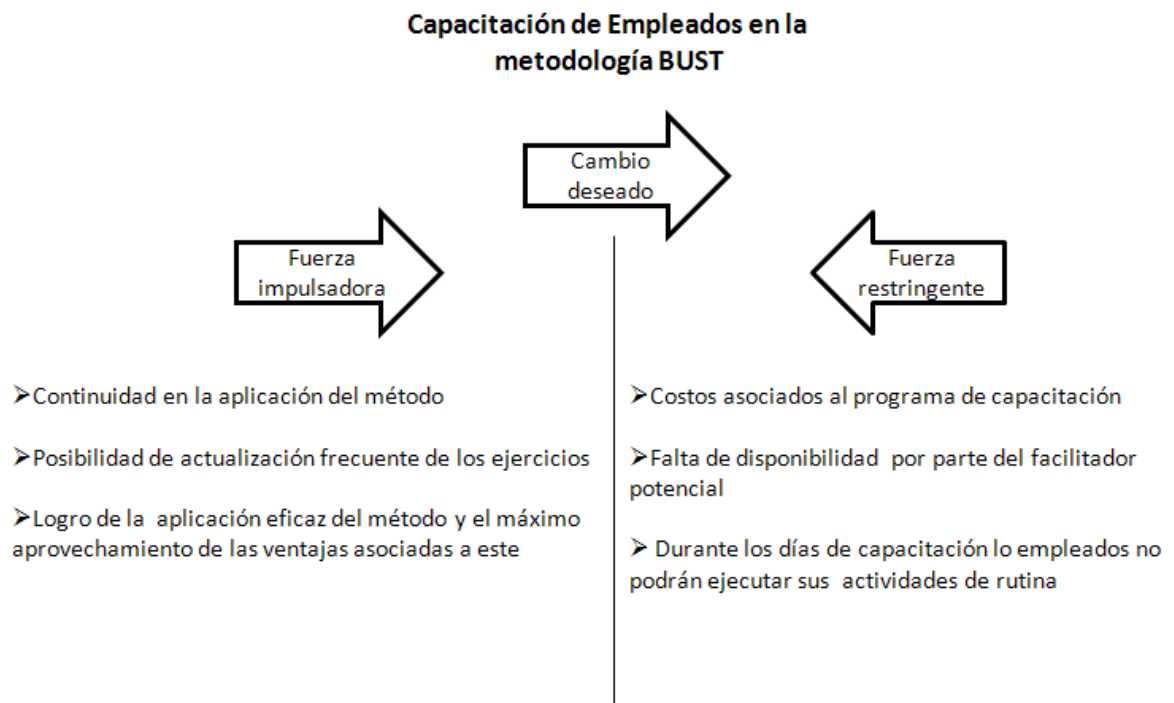 Capacitación de Empleados en la
metodología BUST
Cambio
deseado
Fuerza
impulsadora
Fuerza
restringente
➢Continuidad en la aplicación del método
➢Posibilidad de actualización frecuente de los ejercicios
➢Logro de la aplicación eficaz del método y el máximo
aprovechamiento de las ventajas asociadas a este
➢Costos asociados al programa de capacitación
➢Falta de disponibilidad por parte del facilitador
potencial
➢ Durante los días de capacitación lo empleados no
podrán ejecutar sus actividades de rutina